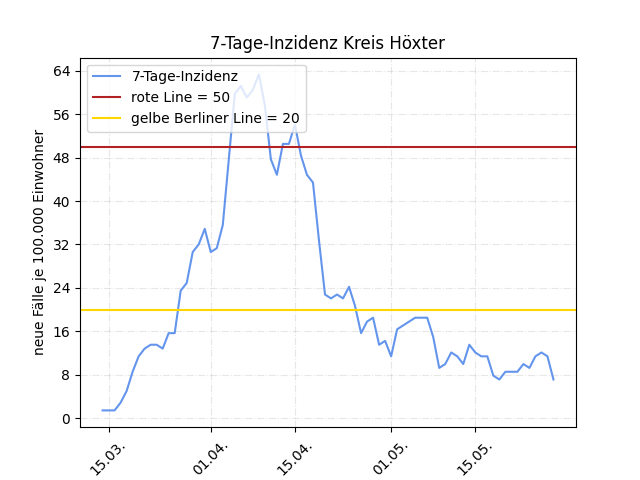 7-Tage-Inzidenz Kreis Höxter
7-Tage-Inzidenz
rote Line = 50
gelbe Berliner Line = 20
neue Fälle je 100.000 Einwohner
64
56
48
40
32
24
16
8
0
15.03.
01.04.
15.04.
01.05.
15.05.